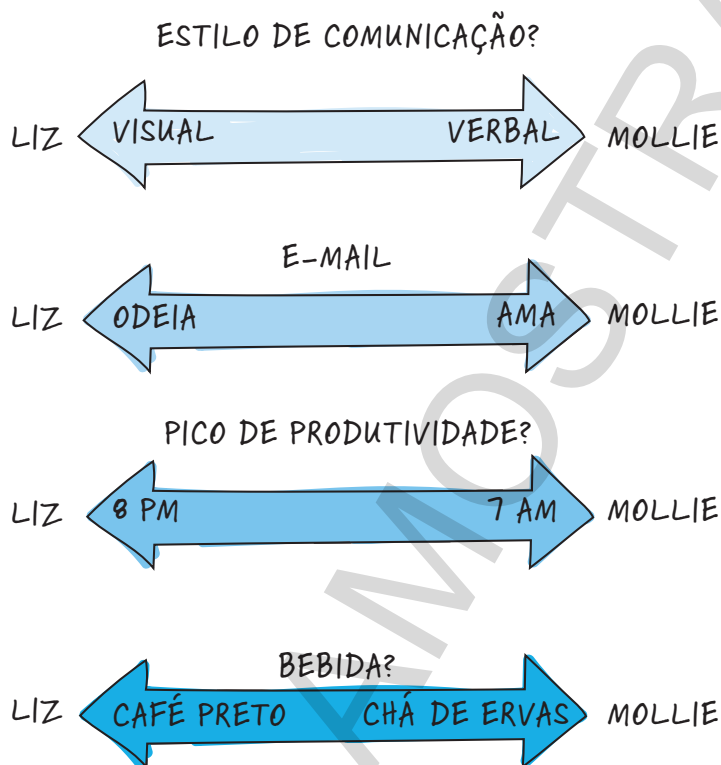 ESTILO DE COMUNICAÇÃO?
LIZ VISUAL VERBAL MOLLIE
E-MAIL
LIZ ODEIA AMA MOLLIE
PICO DE PRODUTIVIDADE?
LIZ 8 PM 7 AM MOLLIE
BEBIDA?
LIZ CAFÉ PRETO CHÁ DE ERVAS MOLLIE
AMOSTRA